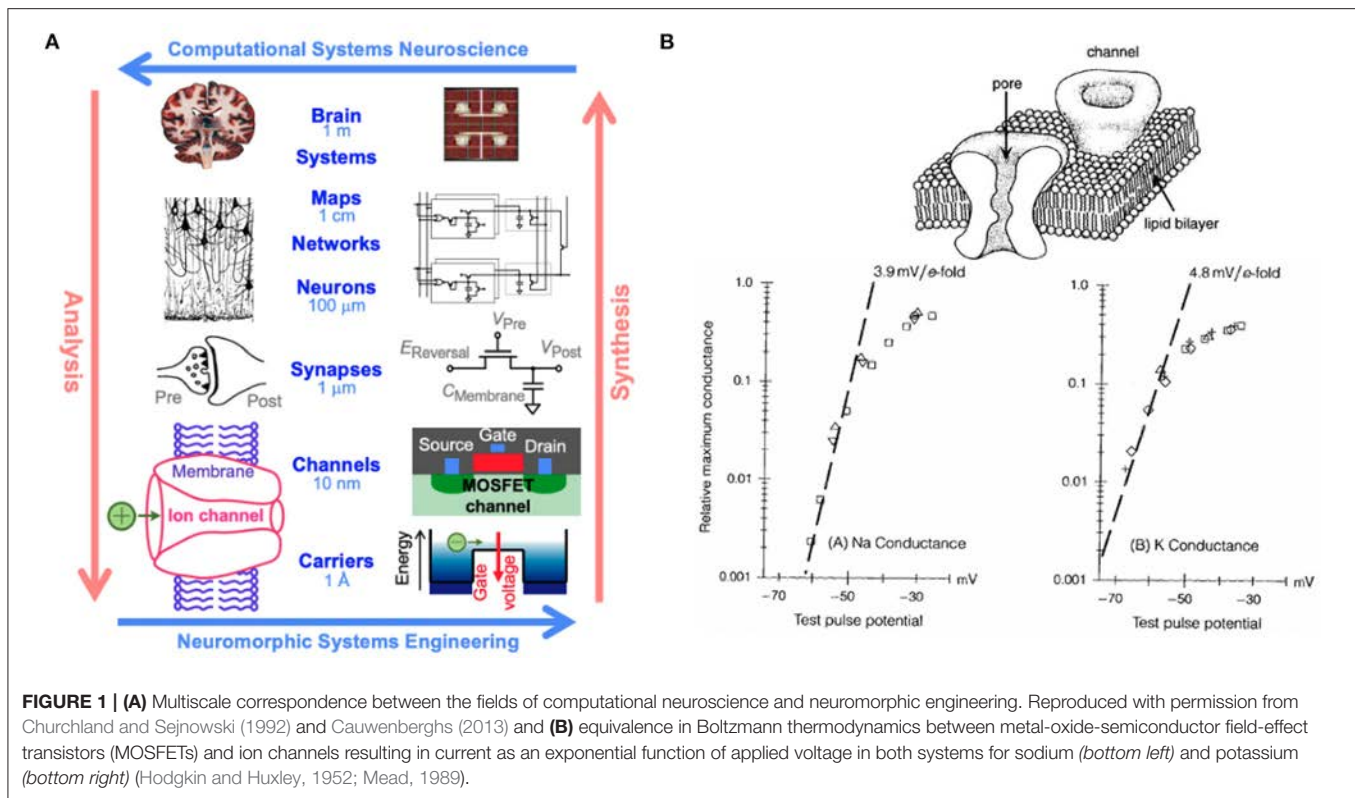 A
Computational Systems Neuroscience
Analysis
Synthesis
Brain
1 m
Systems
Maps
1 cm
Networks
Neurons
100 μm
Synapses
1 μm
Pre
Post
V_Pre
E_Reversal
V_Post
C_Membrane
Channels
10 nm
Membrane
Ion channel
+
Source
Gate
Drain
MOSFET
channel
Carriers
1 Å
Energy
−
Gate
voltage
Neuromorphic Systems Engineering
B
channel
pore
lipid bilayer
3.9 mV/e-fold
Relative maximum conductance
1.0
0.1
0.01
0.001
(A) Na Conductance
−70
−50
−30
mV
Test pulse potential
4.8 mV/e-fold
1.0
0.1
0.01
0.001
(B) K Conductance
−70
−50
−30
mV
Test pulse potential
FIGURE 1 | (A) Multiscale correspondence between the fields of computational neuroscience and neuromorphic engineering. Reproduced with permission from
Churchland and Sejnowski (1992) and Cauwenberghs (2013) and (B) equivalence in Boltzmann thermodynamics between metal-oxide-semiconductor field-effect
transistors (MOSFETs) and ion channels resulting in current as an exponential function of applied voltage in both systems for sodium (bottom left) and potassium
(bottom right) (Hodgkin and Huxley, 1952; Mead, 1989).